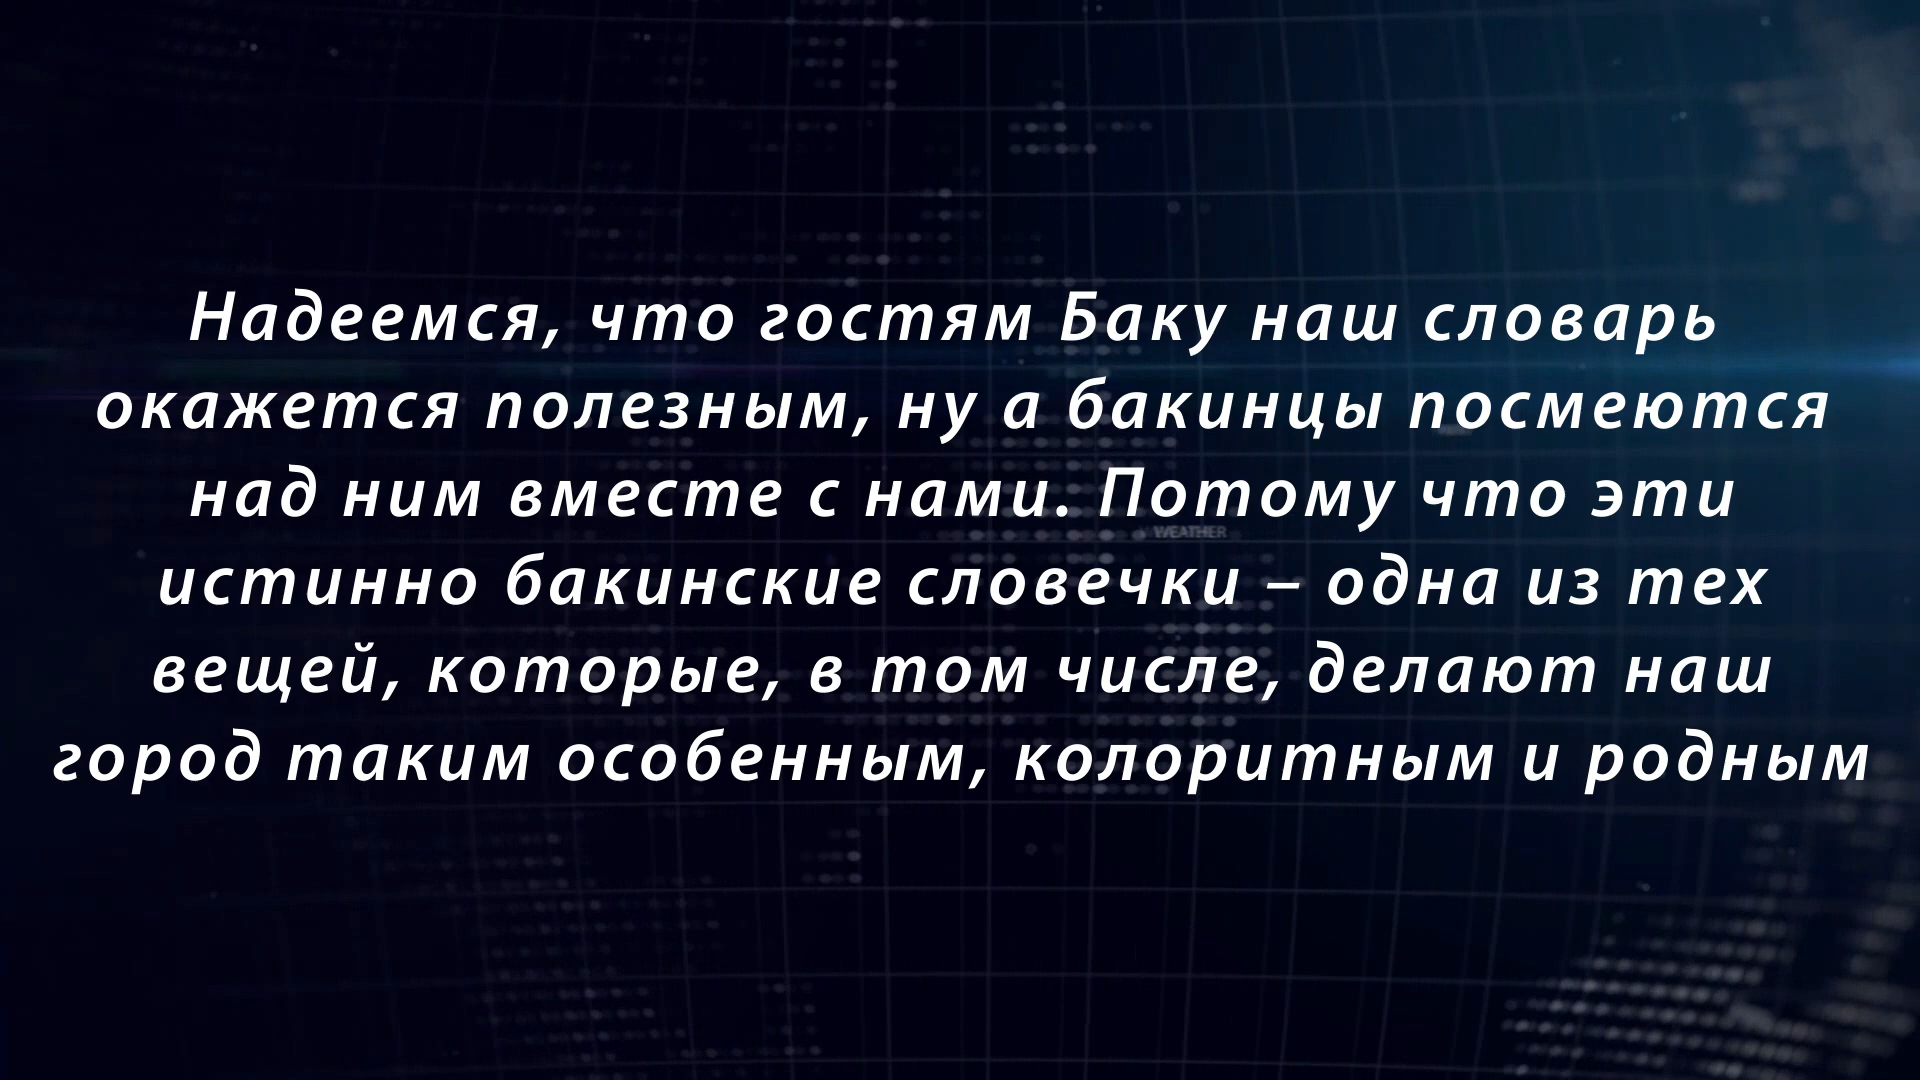 Надеемся, что гостям Баку наш словарь
окажется полезным, ну а бакинцы посмеются
над ним вместе с нами. Потому что эти
WEATHER
истинно бакинские словечки – одна из тех
вещей, которые, в том числе, делают наш
город таким особенным, колоритным и родным